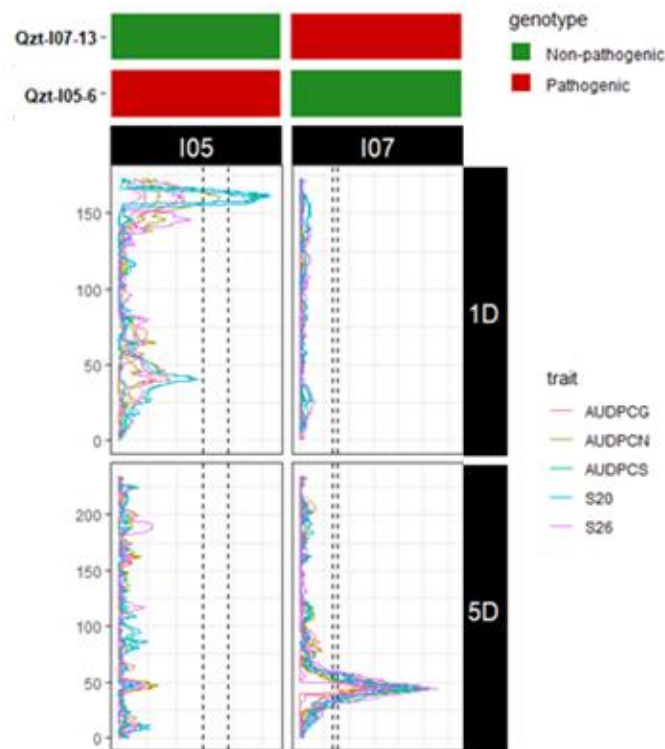 genotype
Qzt-I07-13
Non-pathogenic
Qzt-I05-6
Pathogenic
I05 I07
150
100
50
0
1D
trait
AUDPCG
AUDPCN
AUDPCS
S20
S26
200
150
100
50
0
5D